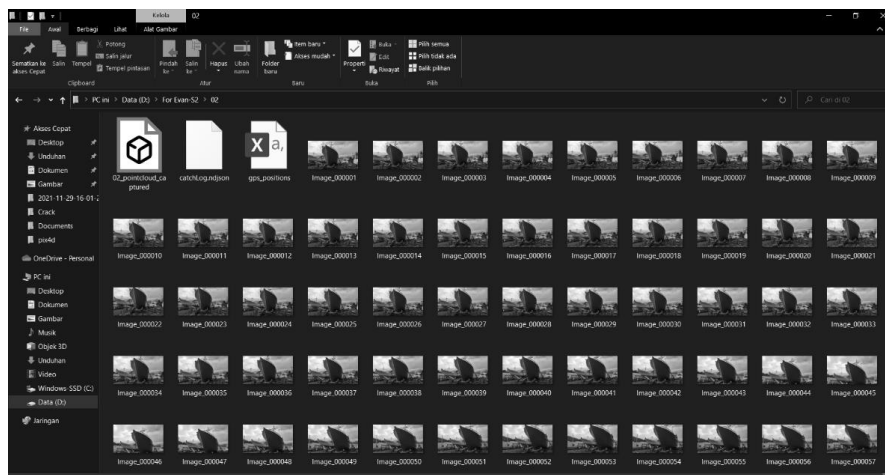 Kelola 02
File Awal Berbagi Lihat Alat Gambar
Sematkan ke akses Cepat
Salin
Tempel
Potong
Salin jalur
Tempel pintasan
Pindah ke
Salin ke
Hapus
Ubah nama
Folder baru
Item baru
Akses mudah
Properti
Buka
Edit
Riwayat
Pilih semua
Pilih tidak ada
Balik pilihan
Clipboard Atur Baru Buka Pilih
PC ini > Data (D:) > For Evan-S2 > 02
Cari di 02
Akses Cepat
Desktop
Unduhan
Dokumen
Gambar
2021-11-29-16-01-2
Crack
Documents
pix4d
OneDrive - Personal
PC ini
Desktop
Dokumen
Gambar
Musik
Objek 3D
Unduhan
Video
Windows-SSD (C:)
Data (D:)
Jaringan
X a,
02_pointcloud_ca
ptured
catchLog.ndjson gps_positions Image_000001 Image_000002 Image_000003 Image_000004 Image_000005 Image_000006 Image_000007 Image_000008 Image_000009
Image_000010 Image_000011 Image_000012 Image_000013 Image_000014 Image_000015 Image_000016 Image_000017 Image_000018 Image_000019 Image_000020 Image_000021
Image_000022 Image_000023 Image_000024 Image_000025 Image_000026 Image_000027 Image_000028 Image_000029 Image_000030 Image_000031 Image_000032 Image_000033
Image_000034 Image_000035 Image_000036 Image_000037 Image_000038 Image_000039 Image_000040 Image_000041 Image_000042 Image_000043 Image_000044 Image_000045
Image_000046 Image_000047 Image_000048 Image_000049 Image_000050 Image_000051 Image_000052 Image_000053 Image_000054 Image_000055 Image_000056 Image_000057